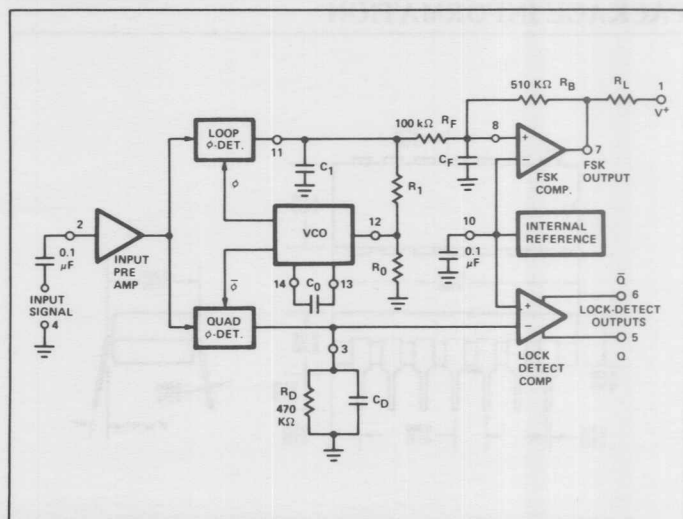 510 KΩ R_B
R_L
1
V+
100 kΩ R_F
8
LOOP
φ-DET.
11
C_1
C_F
+
−
FSK
COMP.
7
FSK
OUTPUT
R_1
φ
2
INPUT
PRE
AMP
VCO
12
10
INTERNAL
REFERENCE
0.1
μF
0.1
μF
φ̅
14
C_0
13
R_0
INPUT
SIGNAL
4
QUAD
φ-DET.
+
−
Q̅
6
LOCK-DETECT
OUTPUTS
5
Q
LOCK
DETECT
COMP
3
R_D
470
KΩ
C_D